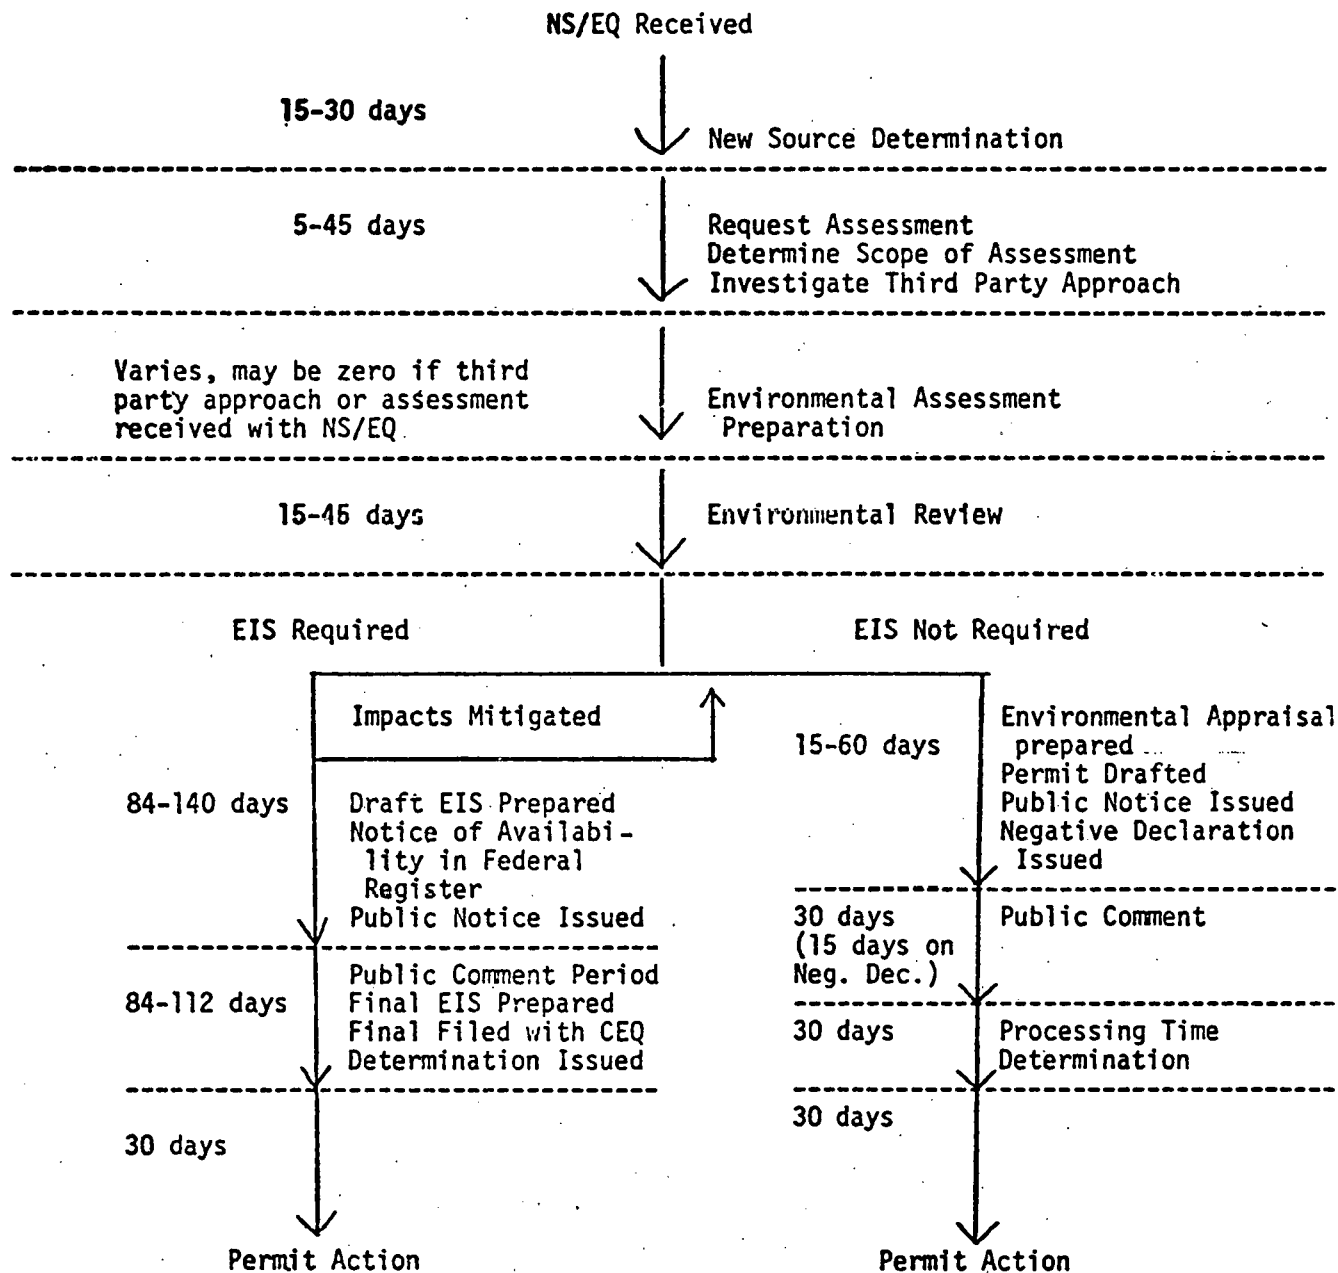 NS/EQ Received
15-30 days
New Source Determination
5-45 days
Request Assessment
Determine Scope of Assessment
Investigate Third Party Approach
Varies, may be zero if third
party approach or assessment
received with NS/EQ
Environmental Assessment
Preparation
15-45 days
Environmental Review
EIS Required
EIS Not Required
Impacts Mitigated
84-140 days
Draft EIS Prepared
Notice of Availabi-
lity in Federal
Register
Public Notice Issued
84-112 days
Public Comment Period
Final EIS Prepared
Final Filed with CEQ
Determination Issued
30 days
Permit Action
15-60 days
Environmental Appraisal
prepared
Permit Drafted
Public Notice Issued
Negative Declaration
Issued
30 days
(15 days on
Neg. Dec.)
Public Comment
30 days
Processing Time
Determination
30 days
Permit Action